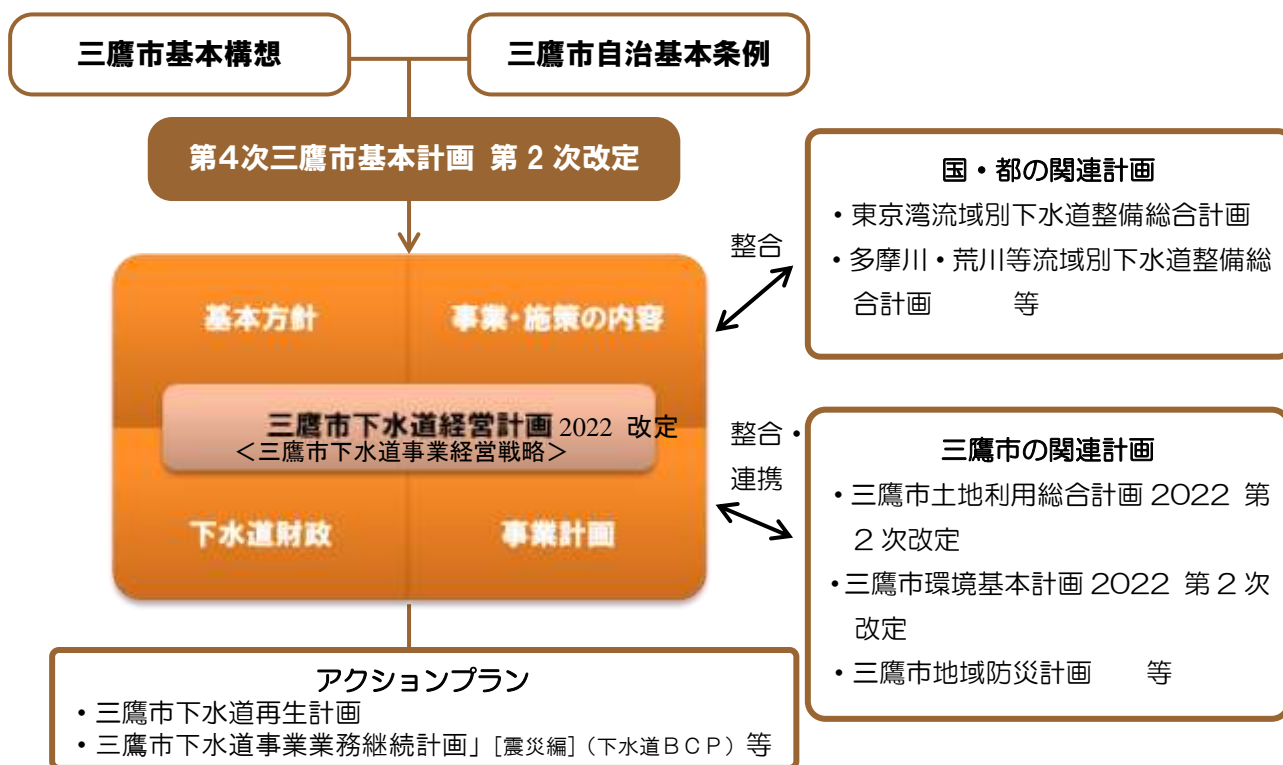 三鷹市基本構想
三鷹市自治基本条例
第4次三鷹市基本計画 第２次改定
基本方針
事業・施策の内容
三鷹市下水道経営計画 2022 改定
＜三鷹市下水道事業経営戦略＞
下水道財政
事業計画
整合
国・都の関連計画
・東京湾流域別下水道整備総合計画
・多摩川・荒川等流域別下水道整備総
合計画　　　等
整合・
連携
三鷹市の関連計画
・三鷹市土地利用総合計画 2022 第
２次改定
・三鷹市環境基本計画 2022 第２次
改定
・三鷹市地域防災計画　　等
アクションプラン
・三鷹市下水道再生計画
・三鷹市下水道事業業務継続計画」［震災編］（下水道ＢＣＰ）等